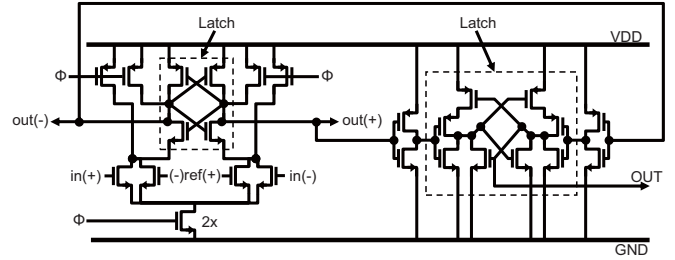 Latch
Latch
VDD
Φ
Φ
out(-)
out(+)
in(+)
(-)ref(+)
in(-)
OUT
Φ
2x
GND